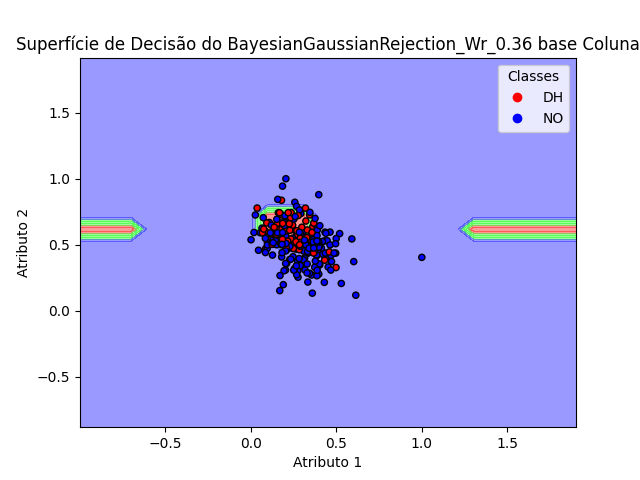 Superfície de Decisão do BayesianGaussianRejection_Wr_0.36 base Coluna
Classes
DH
NO
1.5
1.0
0.5
0.0
−0.5
Atributo 2
−0.5
0.0
0.5
1.0
1.5
Atributo 1